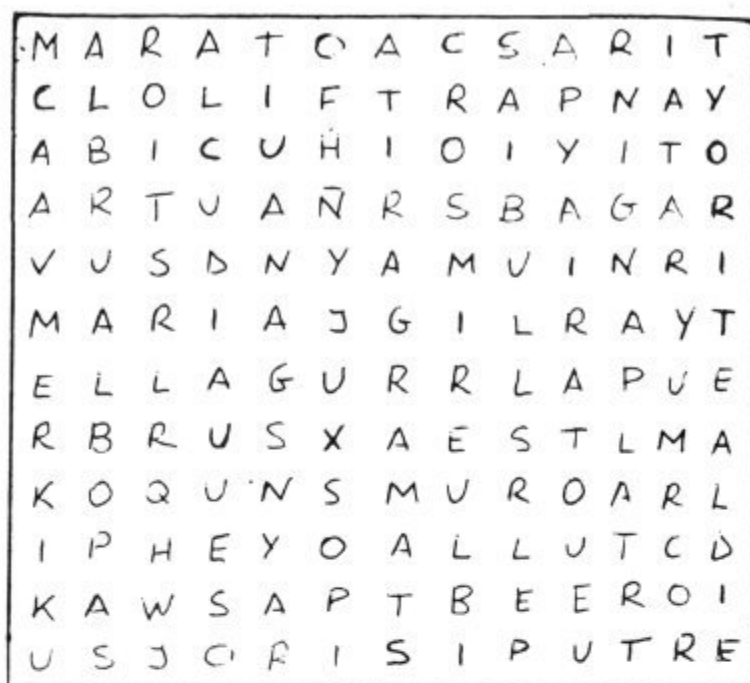 M A R A T O A C S A R I T
C L O L I F T R A P N A Y
A B I C U H I O I Y I T O
A R T U A Ñ R S B A G A R
V U S D N Y A M U I N R I
M A R I A J G I L R A Y T
E L L A G U R R L A P U E
R B R U S X A E S T L M A
K O Q U N S M U R O A R L
I P H E Y O A L L U T C D
K A W S A P T B E E R O I
U S J O R I S I P U T R E